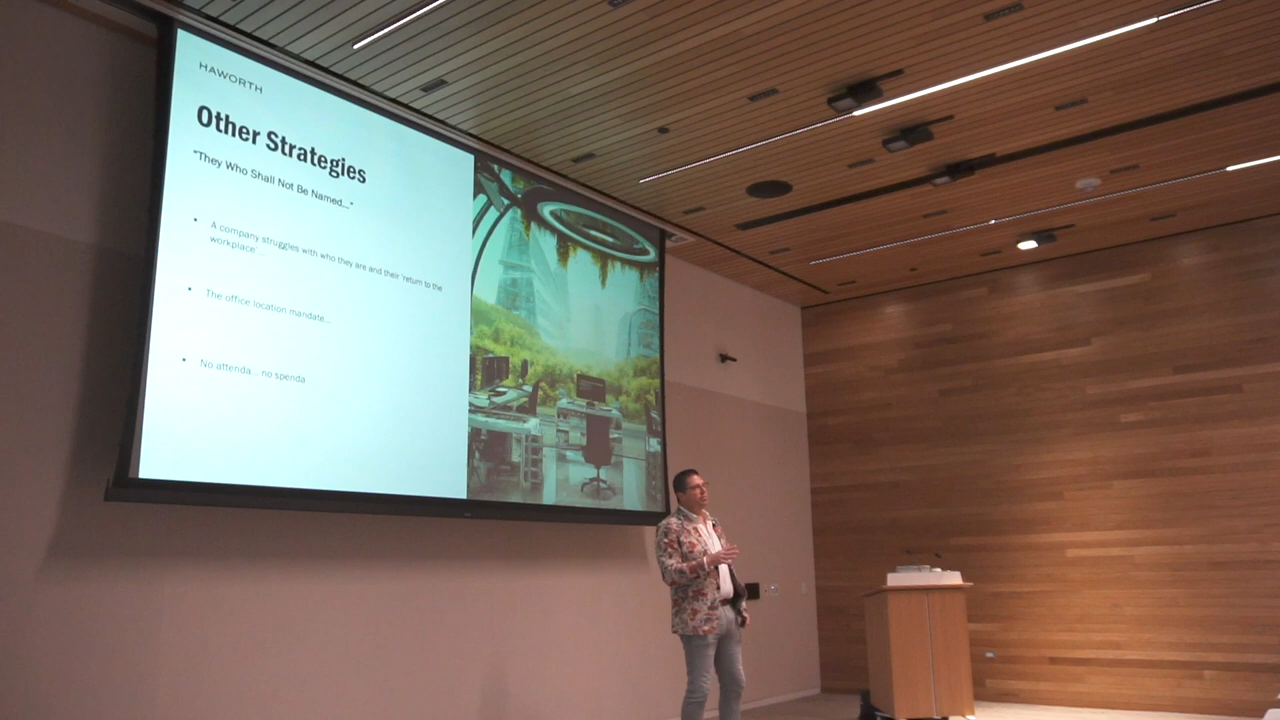 HAWORTH
Other Strategies
"They Who Shall Not Be Named..."
• A company struggles with who they are and their 'return to the
workplace'...
• The office location mandate...
• No attenda... no spenda